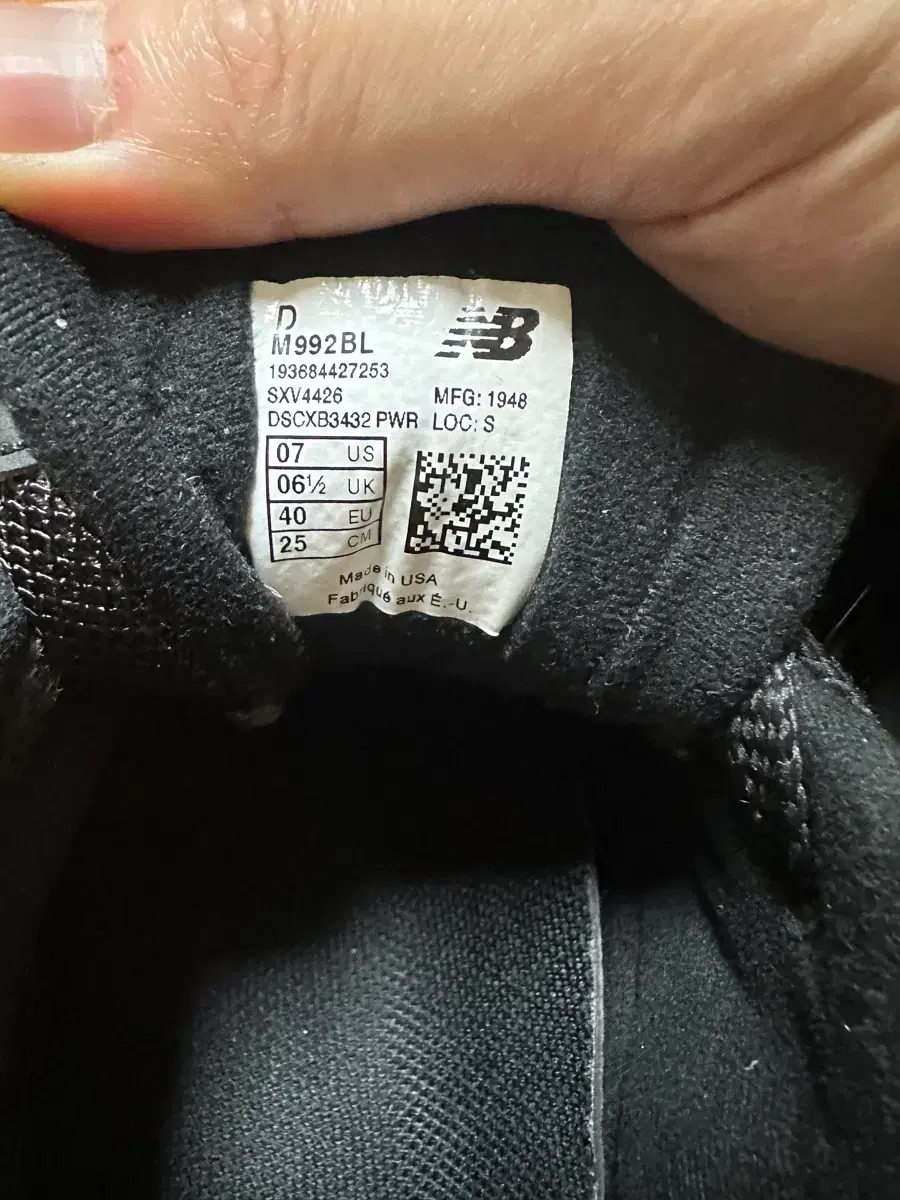 D
M992BL
NB
193684427253
SXV4426
MFG: 1948
DSCXB3432 PWR
LOC: S
07 US
06½ UK
40 EU
25 CM
Made in USA
Fabriqué aux É.-U.